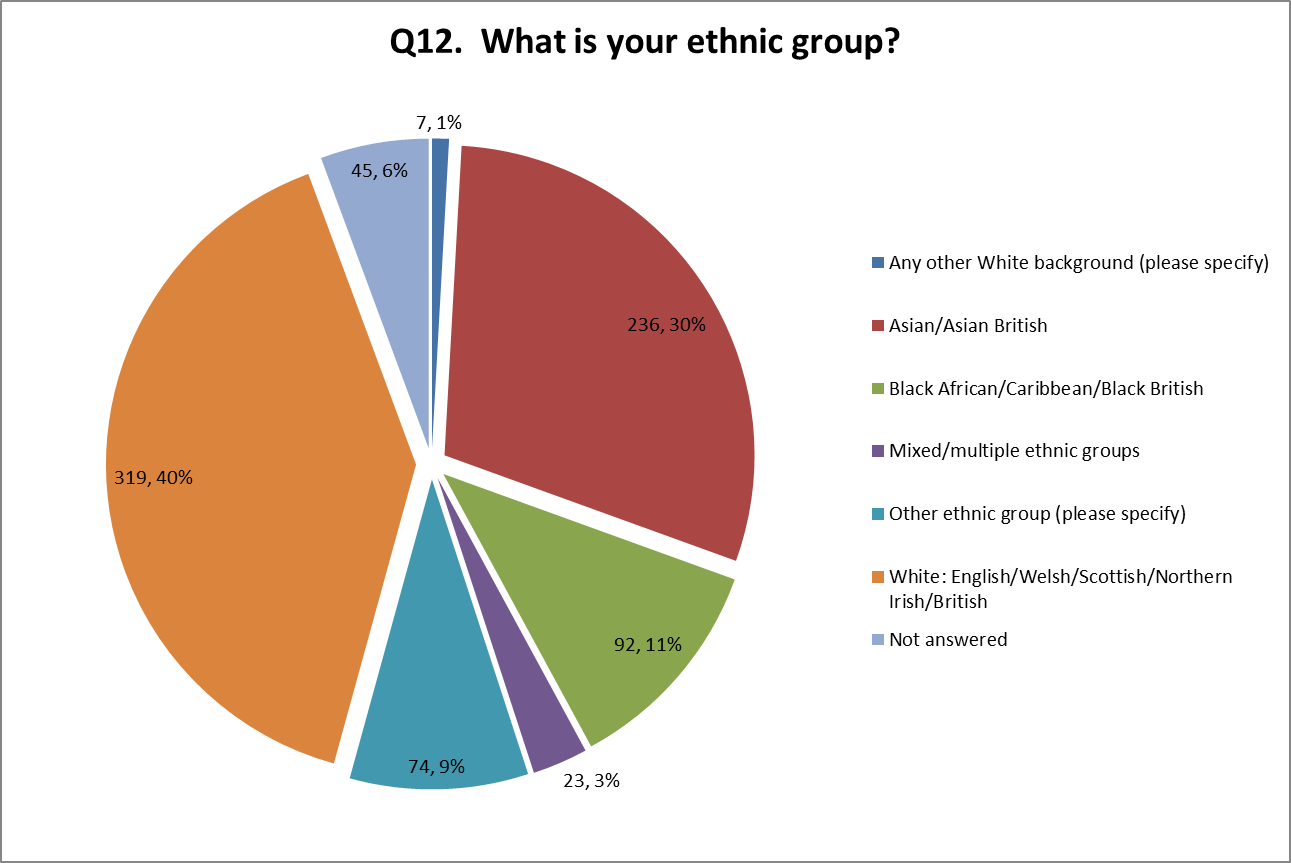 Q12.  What is your ethnic group?
7, 1%
45, 6%
236, 30%
319, 40%
92, 11%
74, 9%
23, 3%
Any other White background (please specify)
Asian/Asian British
Black African/Caribbean/Black British
Mixed/multiple ethnic groups
Other ethnic group (please specify)
White: English/Welsh/Scottish/Northern
Irish/British
Not answered